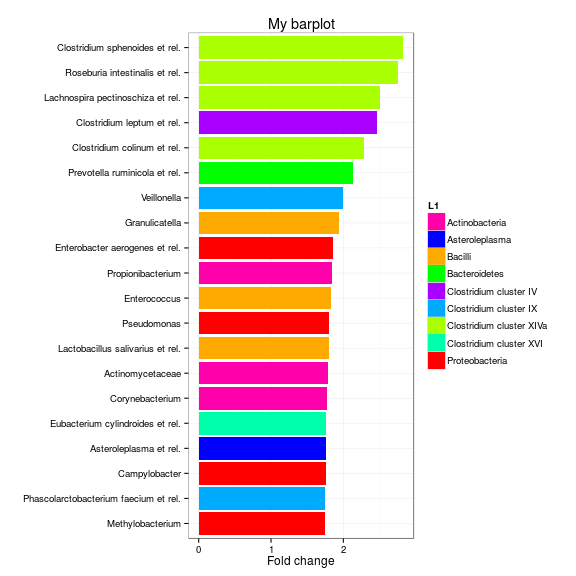 My barplot
Clostridium sphenoides et rel.
Roseburia intestinalis et rel.
Lachnospira pectinoschiza et rel.
Clostridium leptum et rel.
Clostridium colinum et rel.
Prevotella ruminicola et rel.
Veillonella
Granulicatella
Enterobacter aerogenes et rel.
Propionibacterium
Enterococcus
Pseudomonas
Lactobacillus salivarius et rel.
Actinomycetaceae
Corynebacterium
Eubacterium cylindroides et rel.
Asteroleplasma et rel.
Campylobacter
Phascolarctobacterium faecium et rel.
Methylobacterium
0 1 2
Fold change
L1
Actinobacteria
Asteroleplasma
Bacilli
Bacteroidetes
Clostridium cluster IV
Clostridium cluster IX
Clostridium cluster XIVa
Clostridium cluster XVI
Proteobacteria